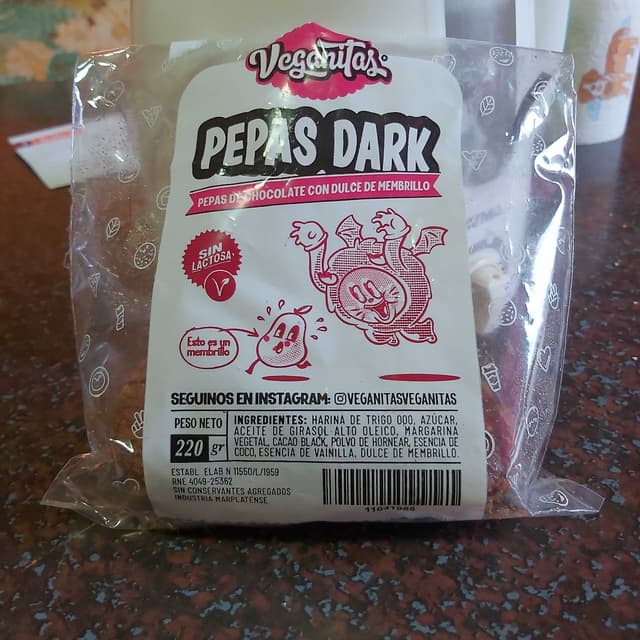 Veganitas
PEPAS DARK
PEPAS DE CHOCOLATE CON DULCE DE MEMBRILLO
SIN
LACTOSA
V
Esto es un
membrillo
SEGUINOS EN INSTAGRAM: @VEGANITASVEGANITAS
PESO NETO
220 gr
INGREDIENTES: HARINA DE TRIGO 000, AZÚCAR,
ACEITE DE GIRASOL ALTO OLEICO, MARGARINA
VEGETAL, CACAO BLACK, POLVO DE HORNEAR, ESENCIA DE
COCO, ESENCIA DE VAINILLA, DULCE DE MEMBRILLO.
ESTABL. ELAB N 11550/L/1959
RNE 4049-25362
SIN CONSERVANTES AGREGADOS
INDUSTRIA MARPLATENSE
11041986